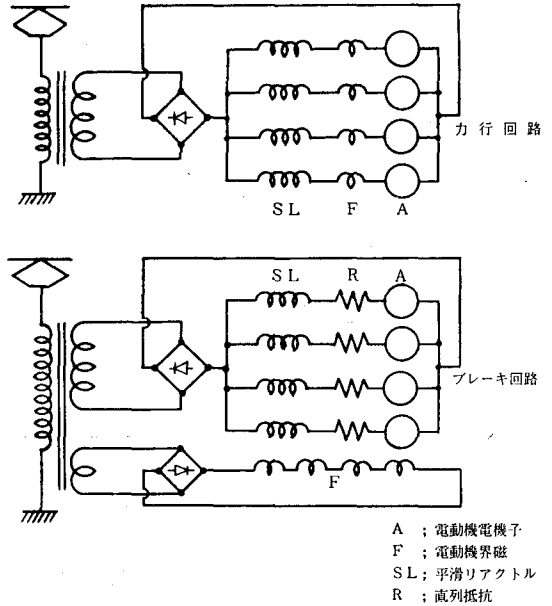 力行回路
SL F A
SL R A
ブレーキ回路
F
A ; 電動機電機子
F ; 電動機界磁
SL ; 平滑リアクトル
R ; 直列抵抗